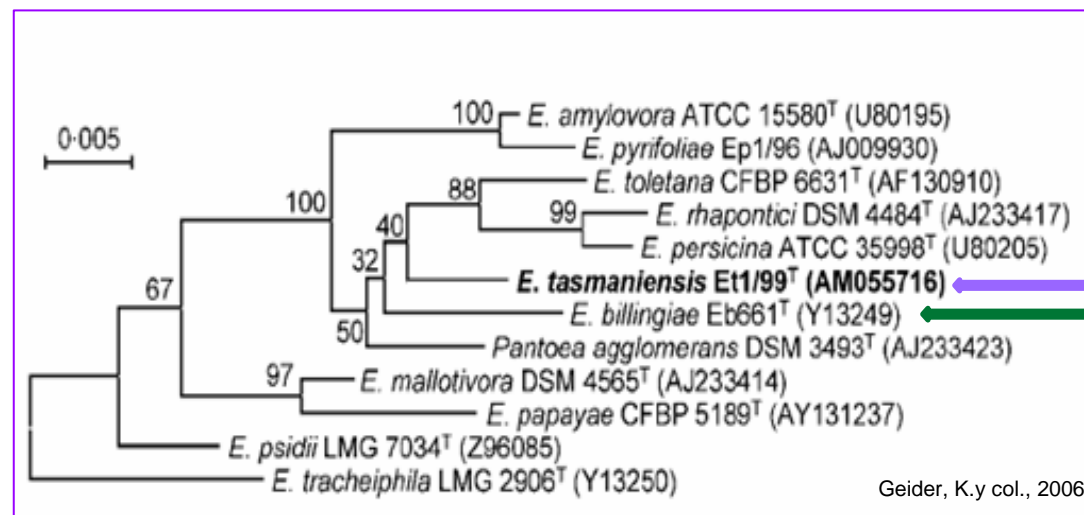 100 E. amylovora ATCC 15580ᵀ (U80195)
0·005
E. pyrifoliae Ep1/96 (AJ009930)
88 E. toletana CFBP 6631ᵀ (AF130910)
100 99 E. rhapontici DSM 4484ᵀ (AJ233417)
40 E. persicina ATCC 35998ᵀ (U80205)
32 E. tasmaniensis Et1/99ᵀ (AM055716)
67 E. billingiae Eb661ᵀ (Y13249)
50 Pantoea agglomerans DSM 3493ᵀ (AJ233423)
97 E. mallotivora DSM 4565ᵀ (AJ233414)
E. papayae CFBP 5189ᵀ (AY131237)
E. psidii LMG 7034ᵀ (Z96085)
E. tracheiphila LMG 2906ᵀ (Y13250)
Geider, K.y col., 2006